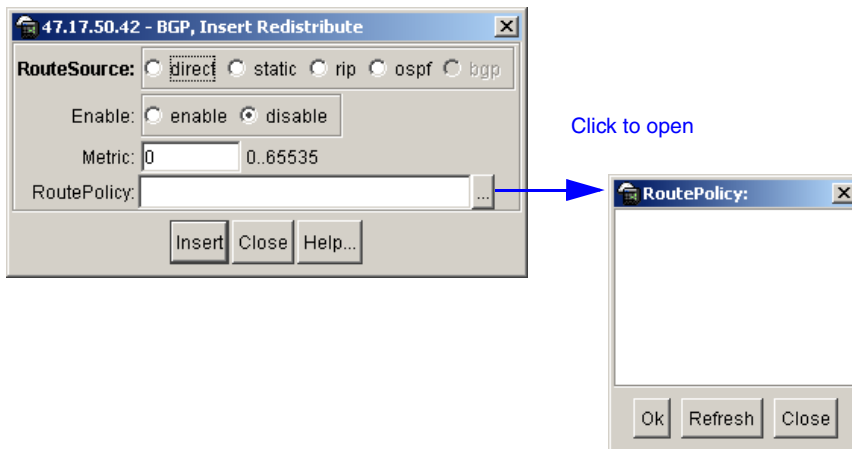 47.17.50.42 - BGP, Insert Redistribute
RouteSource: direct static rip ospf bgp
Enable: enable disable
Metric: 0 0..65535
RoutePolicy: ...
Insert Close Help...
Click to open
RoutePolicy:
Ok Refresh Close